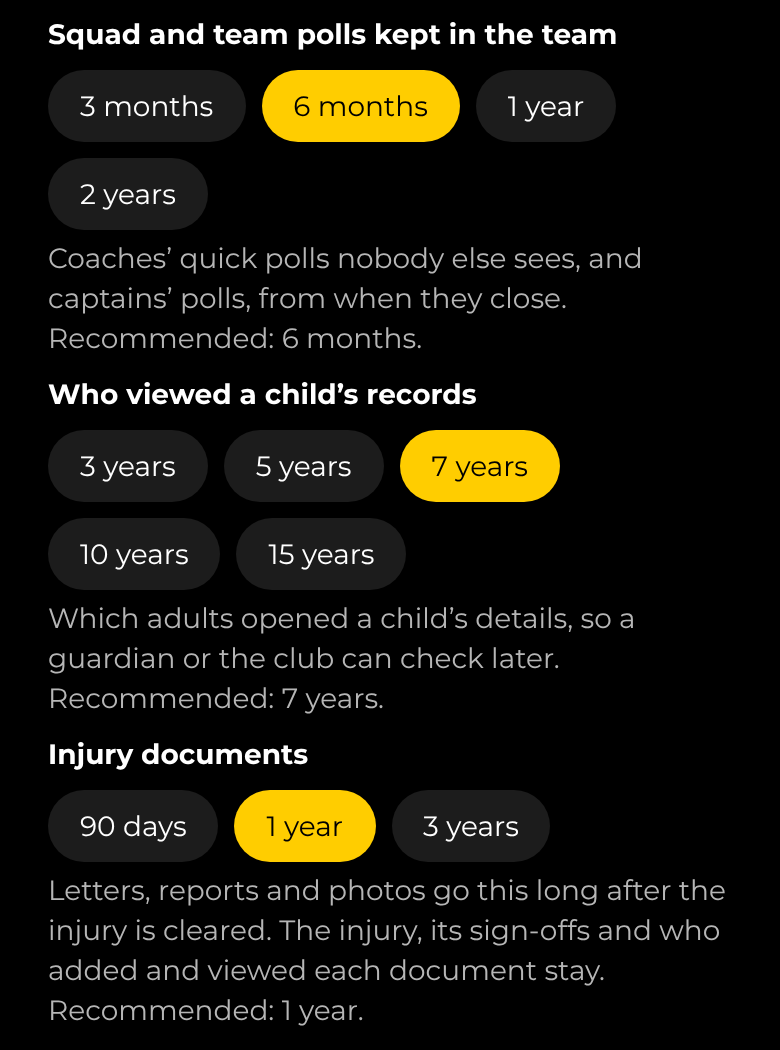 Squad and team polls kept in the team
3 months 6 months 1 year
2 years
Coaches’ quick polls nobody else sees, and
captains’ polls, from when they close.
Recommended: 6 months.
Who viewed a child’s records
3 years 5 years 7 years
10 years 15 years
Which adults opened a child’s details, so a
guardian or the club can check later.
Recommended: 7 years.
Injury documents
90 days 1 year 3 years
Letters, reports and photos go this long after the
injury is cleared. The injury, its sign-offs and who
added and viewed each document stay.
Recommended: 1 year.